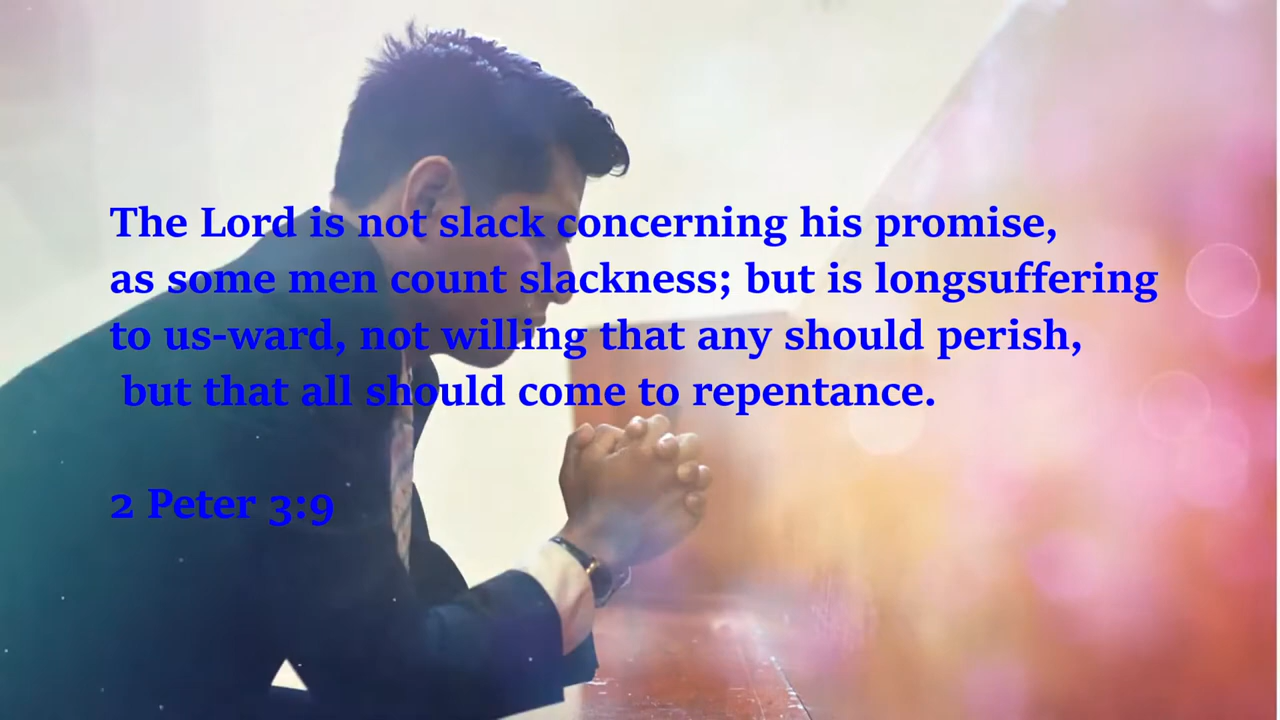 The Lord is not slack concerning his promise,
as some men count slackness; but is longsuffering
to us-ward, not willing that any should perish,
but that all should come to repentance.
2 Peter 3:9